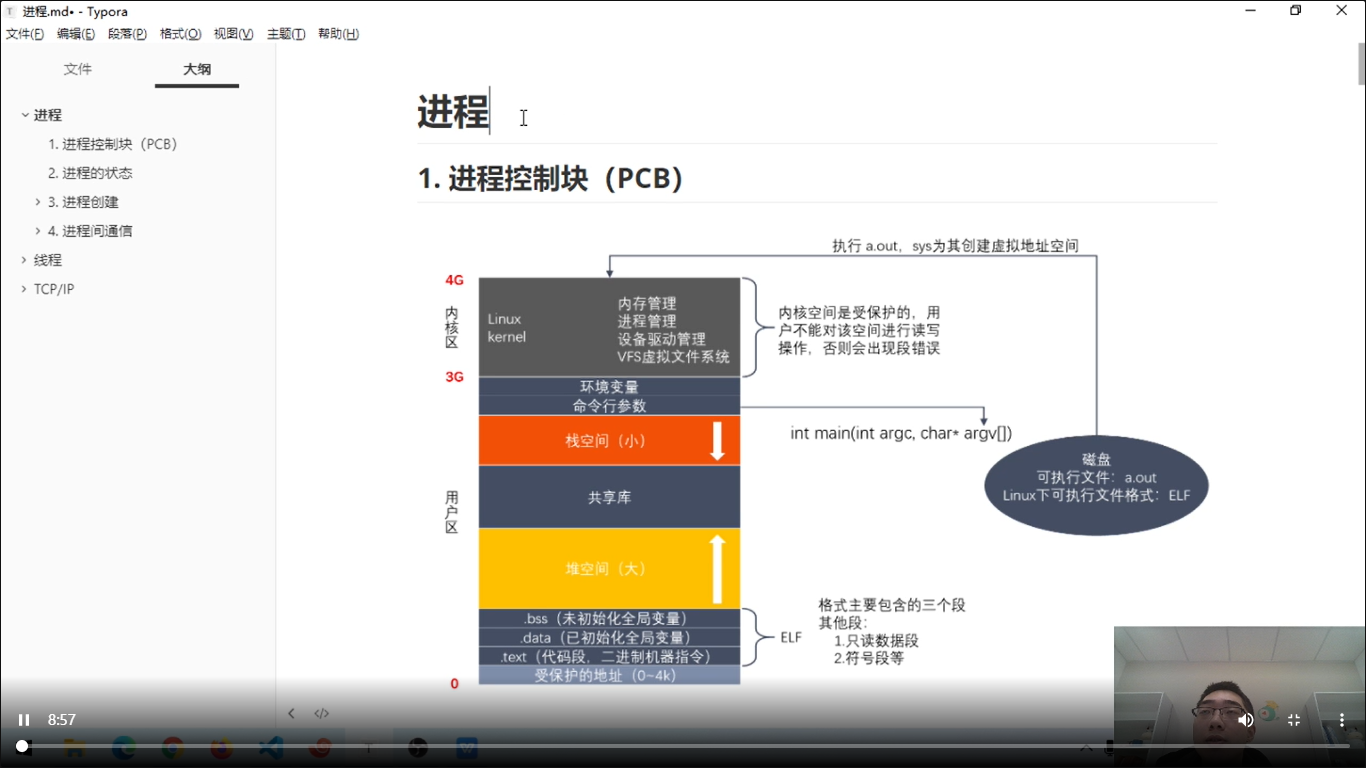 进程.md• - Typora
文件(F) 编辑(E) 段落(P) 格式(O) 视图(V) 主题(T) 帮助(H)
文件 大纲
进程
1. 进程控制块（PCB）
2. 进程的状态
3. 进程创建
4. 进程间通信
线程
TCP/IP
进程
1. 进程控制块（PCB）
执行 a.out，sys为其创建虚拟地址空间
4G
内核区
Linux
kernel
内存管理
进程管理
设备驱动管理
VFS虚拟文件系统
内核空间是受保护的，用
户不能对该空间进行读写
操作，否则会出现段错误
3G
环境变量
命令行参数
int main(int argc, char* argv[])
栈空间（小）
磁盘
可执行文件：a.out
Linux下可执行文件格式：ELF
用户区
共享库
堆空间（大）
.bss（未初始化全局变量）
.data（已初始化全局变量）
.text（代码段，二进制机器指令）
受保护的地址（0~4k）
0
ELF
格式主要包含的三个段
其他段：
1.只读数据段
2.符号段等
8:57